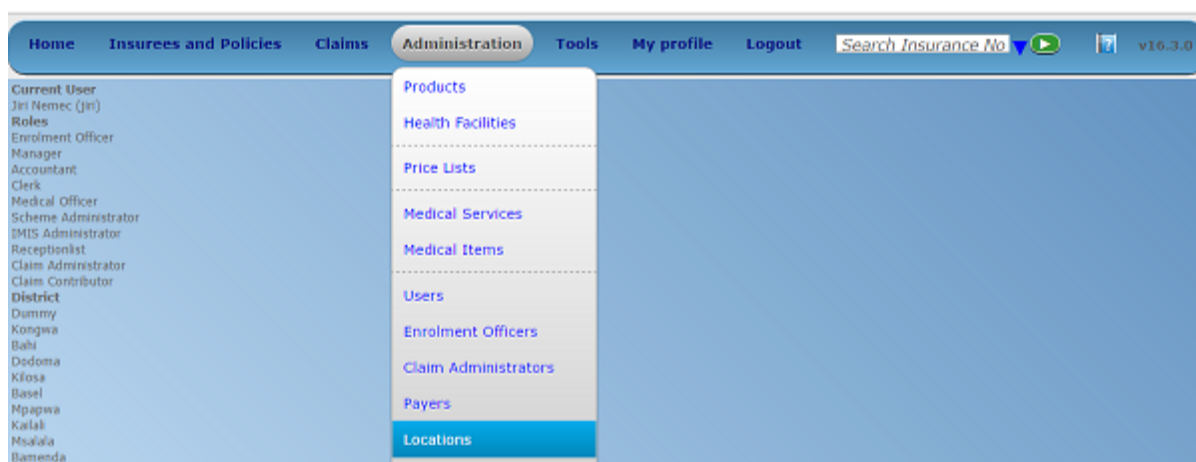 Home Insurees and Policies Claims Administration Tools My profile Logout Search Insurance No ? v16.3.0
Current User
Jiri Nemec (jiri)
Roles
Enrolment Officer
Manager
Accountant
Clerk
Medical Officer
Scheme Administrator
IMIS Administrator
Receptionlist
Claim Administrator
Claim Contributor
District
Dummy
Kongwa
Bahi
Dodoma
Kilosa
Basel
Mpapwa
Kailali
Msalala
Bamenda
Products
Health Facilities
Price Lists
Medical Services
Medical Items
Users
Enrolment Officers
Claim Administrators
Payers
Locations